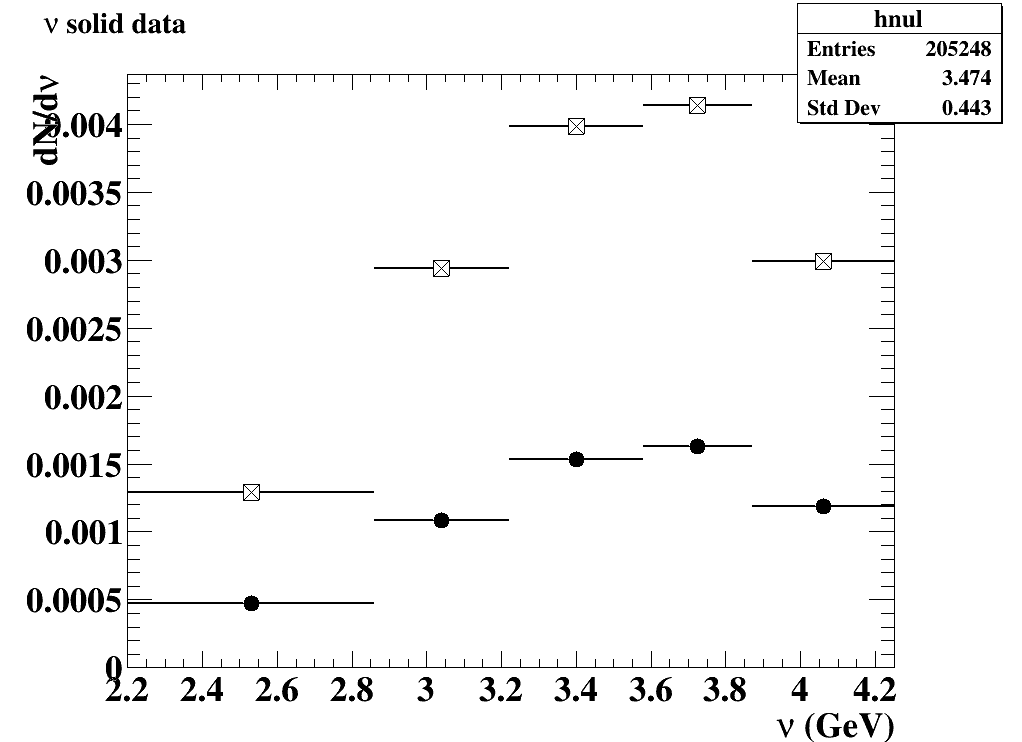 ν solid data
hnul
Entries 205248
Mean 3.474
Std Dev 0.443
dN/dν
0.004
0.0035
0.003
0.0025
0.002
0.0015
0.001
0.0005
0
2.2 2.4 2.6 2.8 3 3.2 3.4 3.6 3.8 4 4.2
ν (GeV)